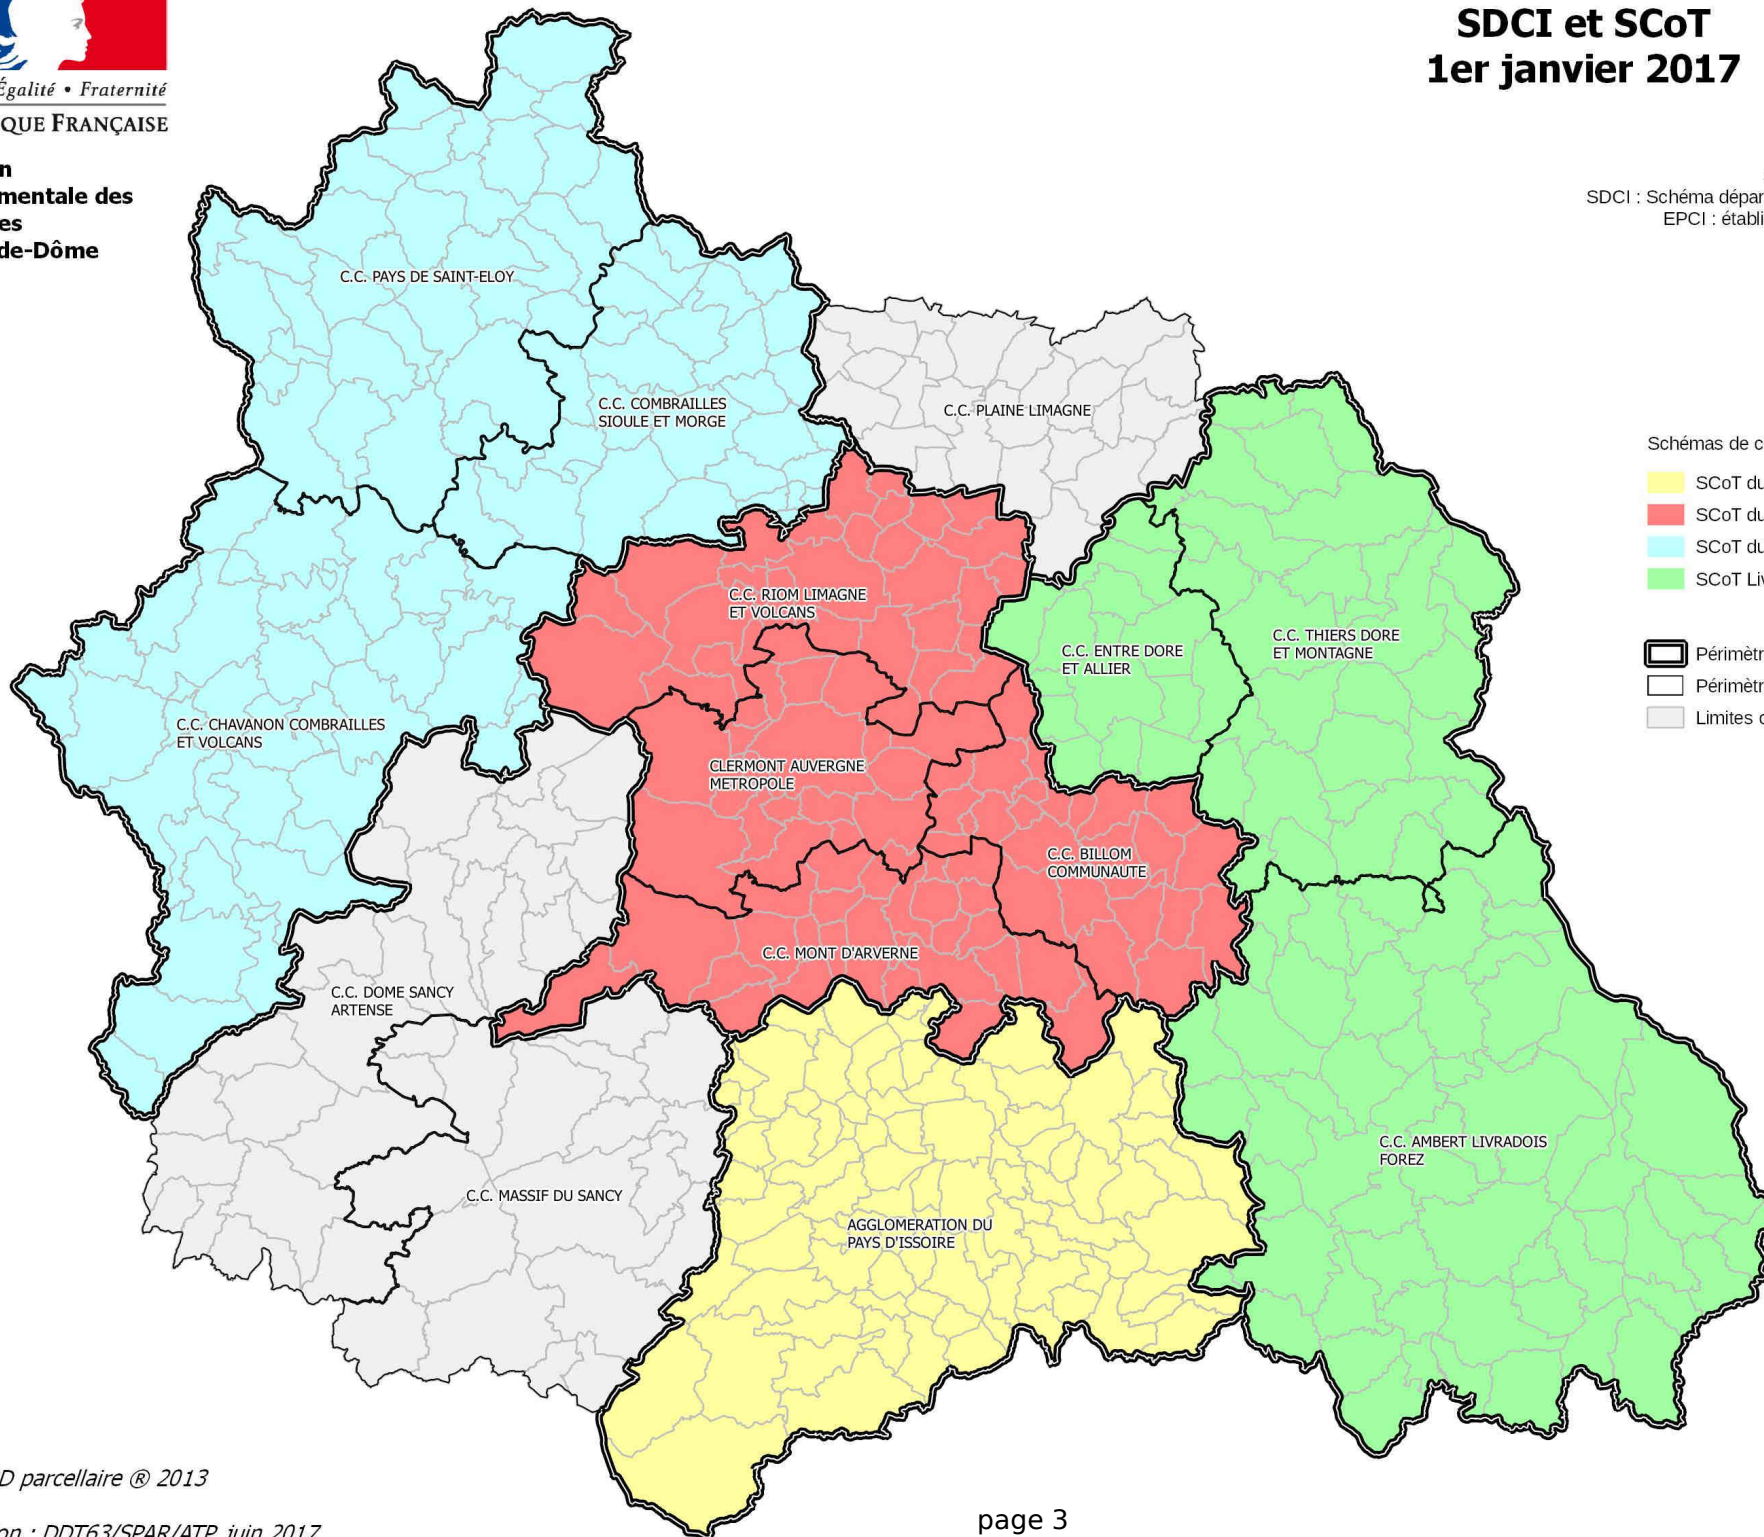 Égalité • Fraternité
QUE FRANÇAISE
mentale des
es
de-Dôme
SDCI et SCoT
1er janvier 2017
SDCI : Schéma dépar
EPCI : établi
C.C. PAYS DE SAINT-ELOY
C.C. COMBRAILLES
SIOULE ET MORGE
C.C. PLAINE LIMAGNE
Schémas de c
SCoT du
SCoT du
SCoT du
SCoT Liv
Périmètr
Périmètr
Limites c
C.C. RIOM LIMAGNE
ET VOLCANS
C.C. ENTRE DORE
ET ALLIER
C.C. THIERS DORE
ET MONTAGNE
C.C. CHAVANON COMBRAILLES
ET VOLCANS
CLERMONT AUVERGNE
METROPOLE
C.C. BILLOM
COMMUNAUTE
C.C. MONT D'ARVERNE
C.C. DOME SANCY
ARTENSE
C.C. MASSIF DU SANCY
AGGLOMERATION DU
PAYS D'ISSOIRE
C.C. AMBERT LIVRADOIS
FOREZ
D parcellaire ® 2013
on : DDT63/SPAR/ATP juin 2017
page 3